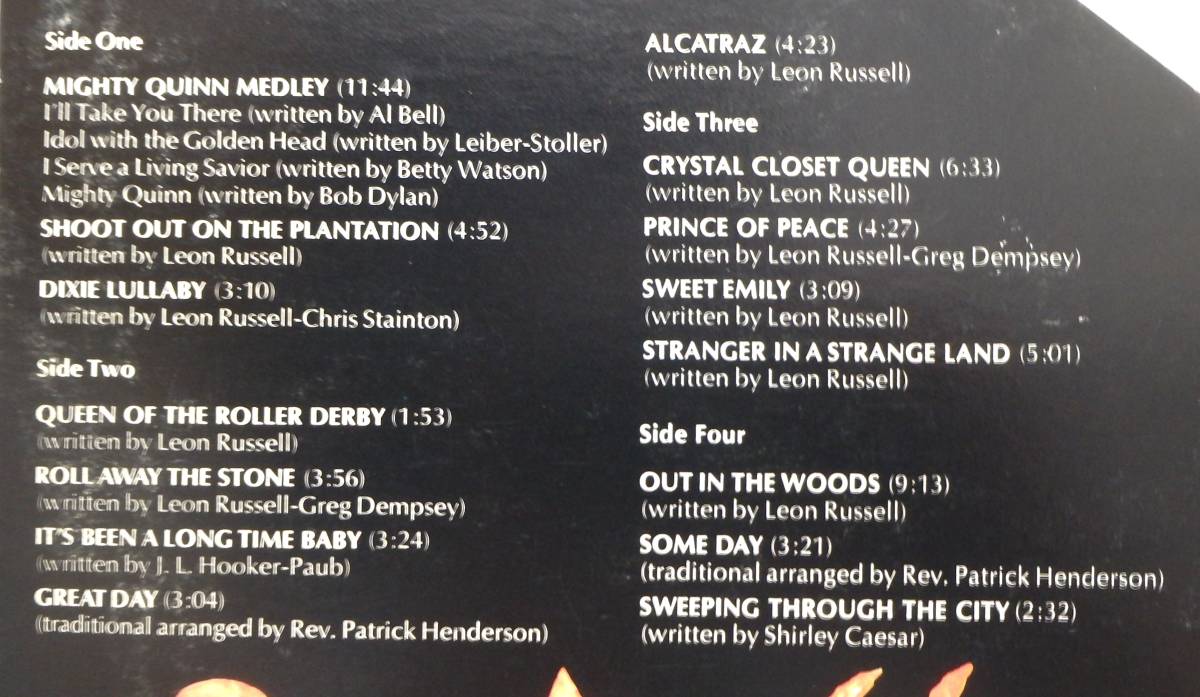 Side One
MIGHTY QUINN MEDLEY (11:44)
I'll Take You There (written by Al Bell)
Idol with the Golden Head (written by Leiber-Stoller)
I Serve a Living Savior (written by Betty Watson)
Mighty Quinn (written by Bob Dylan)
SHOOT OUT ON THE PLANTATION (4:52)
(written by Leon Russell)
DIXIE LULLABY (3:10)
(written by Leon Russell-Chris Stainton)
Side Two
QUEEN OF THE ROLLER DERBY (1:53)
(written by Leon Russell)
ROLL AWAY THE STONE (3:56)
(written by Leon Russell-Greg Dempsey)
IT'S BEEN A LONG TIME BABY (3:24)
(written by J. L. Hooker-Paub)
GREAT DAY (3:04)
(traditional arranged by Rev. Patrick Henderson)
ALCATRAZ (4:23)
(written by Leon Russell)
Side Three
CRYSTAL CLOSET QUEEN (6:33)
(written by Leon Russell)
PRINCE OF PEACE (4:27)
(written by Leon Russell-Greg Dempsey)
SWEET EMILY (3:09)
(written by Leon Russell)
STRANGER IN A STRANGE LAND (5:01)
(written by Leon Russell)
Side Four
OUT IN THE WOODS (9:13)
(written by Leon Russell)
SOME DAY (3:21)
(traditional arranged by Rev. Patrick Henderson)
SWEEPING THROUGH THE CITY (2:32)
(written by Shirley Caesar)